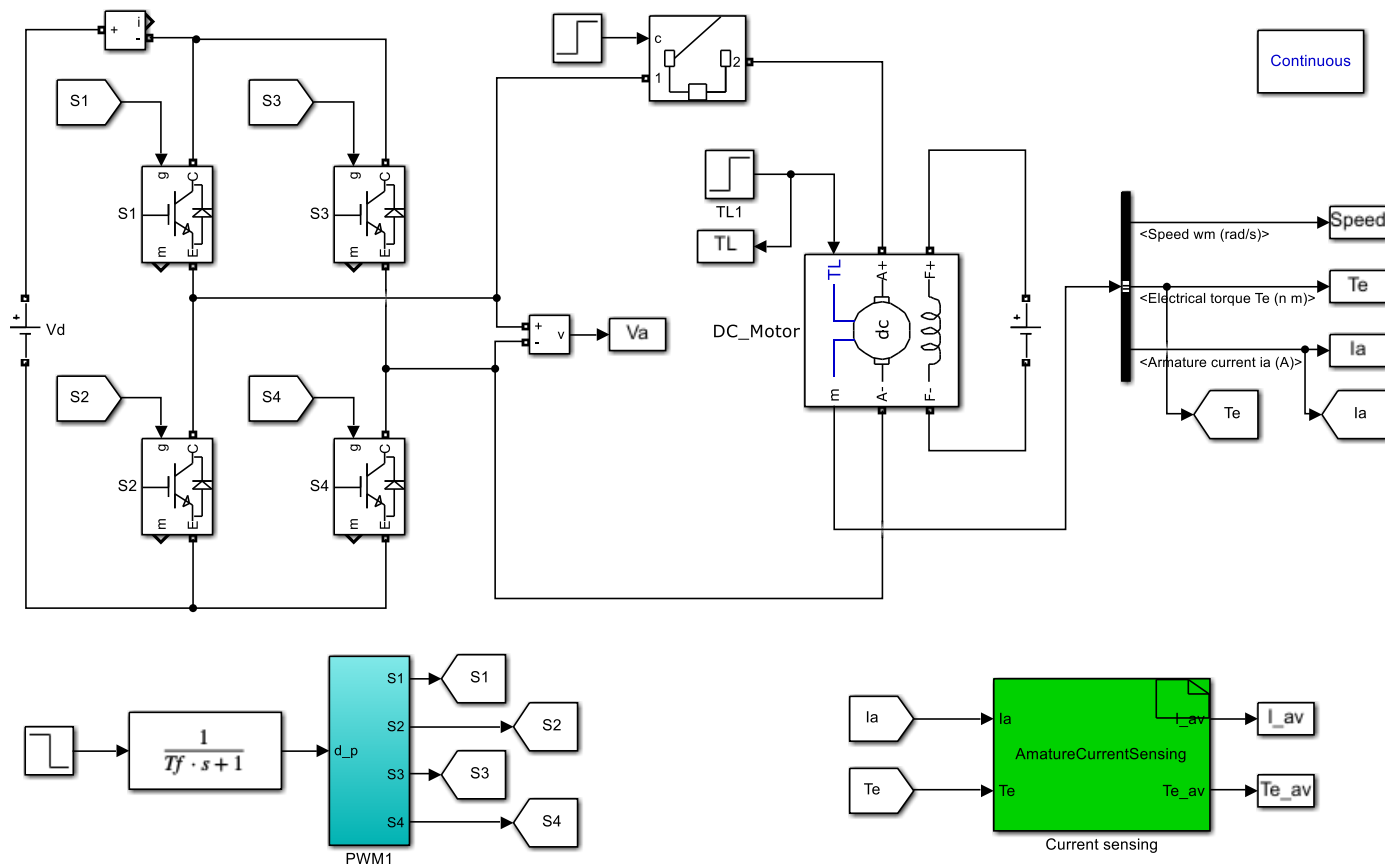 +
i
-
c
1
2
Continuous
S1
S3
g
C
S1
m
E
g
C
S3
m
E
TL1
TL
TL
A+
F+
<Speed wm (rad/s)>
Speed
<Electrical torque Te (n m)>
Te
+
Vd
+
-
v
Va
DC_Motor
dc
+
<Armature current ia (A)>
Ia
S2
S4
m
A-
F-
Te
Ia
g
C
S2
m
E
g
C
S4
m
E
1
Tf · s + 1
d_p
S1
S2
S3
S4
S1
S2
S3
S4
PWM1
Ia
Te
Ia
Te
AmatureCurrentSensing
I_av
Te_av
I_av
Te_av
Current sensing